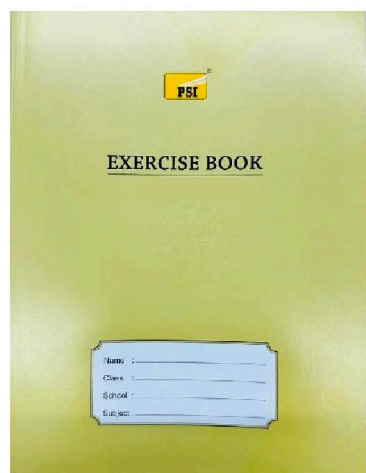 PSI
EXERCISE BOOK
Name :
Class :
School :
Subject :